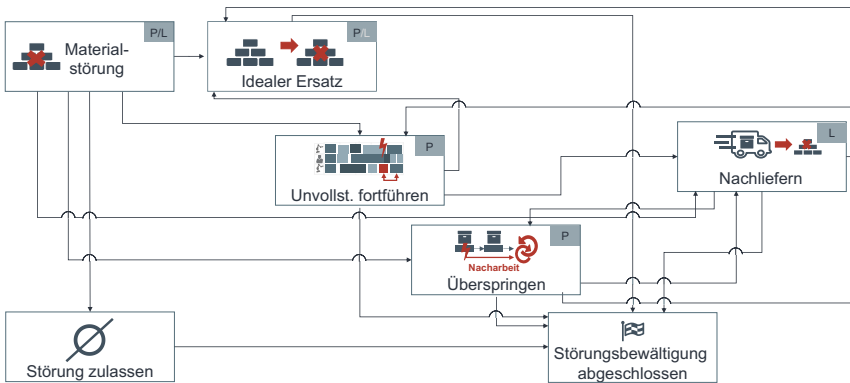 P/L
Material-
störung
P/L
Idealer Ersatz
P
Unvollst. fortführen
L
Nachliefern
P
Nacharbeit
Überspringen
Störung zulassen
Störungsbewältigung
abgeschlossen